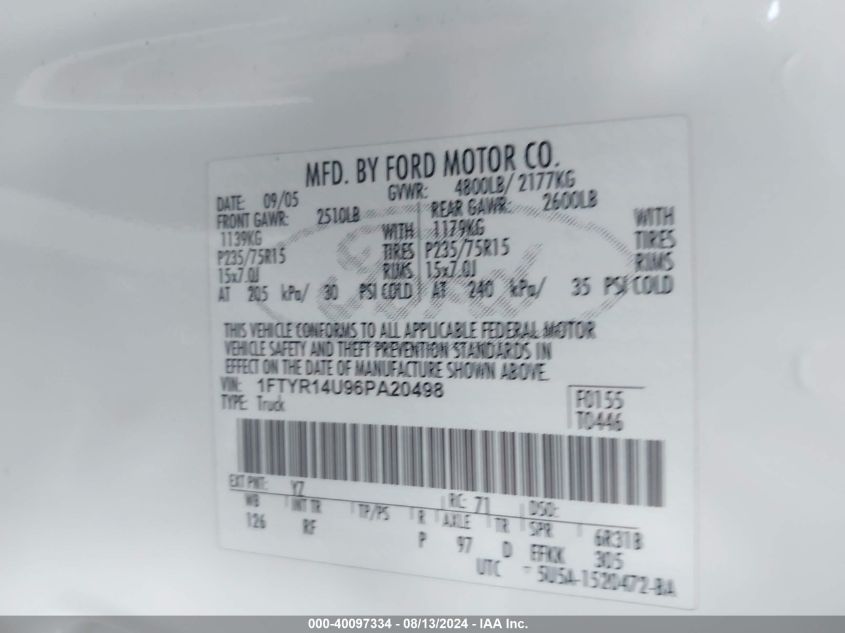 MFD. BY FORD MOTOR CO.
DATE: 09/05 GVWR: 4800LB/ 2177KG
FRONT GAWR: 2510LB REAR GAWR: 2600LB
1139KG WITH 1179KG WITH
P235/75R15 TIRES P235/75R15 TIRES
15x7.0J RIMS 15x7.0J RIMS
AT 205 kPa/ 30 PSI COLD AT 240 kPa/ 35 PSI COLD
Ford
THIS VEHICLE CONFORMS TO ALL APPLICABLE FEDERAL MOTOR
VEHICLE SAFETY AND THEFT PREVENTION STANDARDS IN
EFFECT ON THE DATE OF MANUFACTURE SHOWN ABOVE.
VIN: 1FTYR14U96PA20498
TYPE: Truck
F0155
T0446
EXT PNT: YZ RC: 71 DSO:
WB INT TR TP/PS R AXLE TR SPR 6R318
126 RF P 97 D EFKK 305
UTC 5U5A-1520472-BA
000-40097334 - 08/13/2024 - IAA Inc.